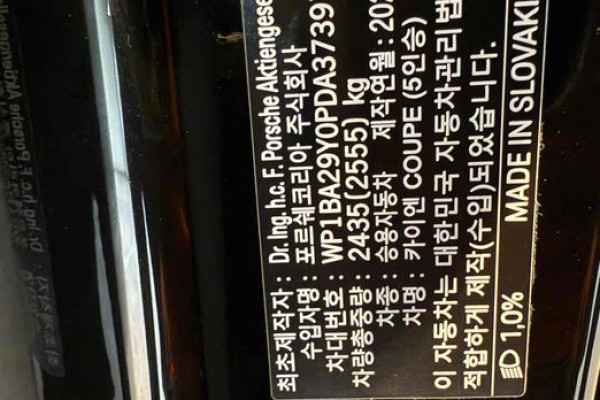 최초제작자 : Dr. Ing. h.c. F. Porsche Aktiengese
수입자명 : 포르쉐코리아 주식회사
차대번호 : WP1BA29Y0PDA3739
차량총중량 : 2435(2555) kg
차종 : 승용자동차 제작연월 : 202
차명 : 카이엔 COUPE (5인승)
이 자동차는 대한민국 자동차관리법
적합하게 제작(수입)되었습니다.
MADE IN SLOVAKI
1,0%